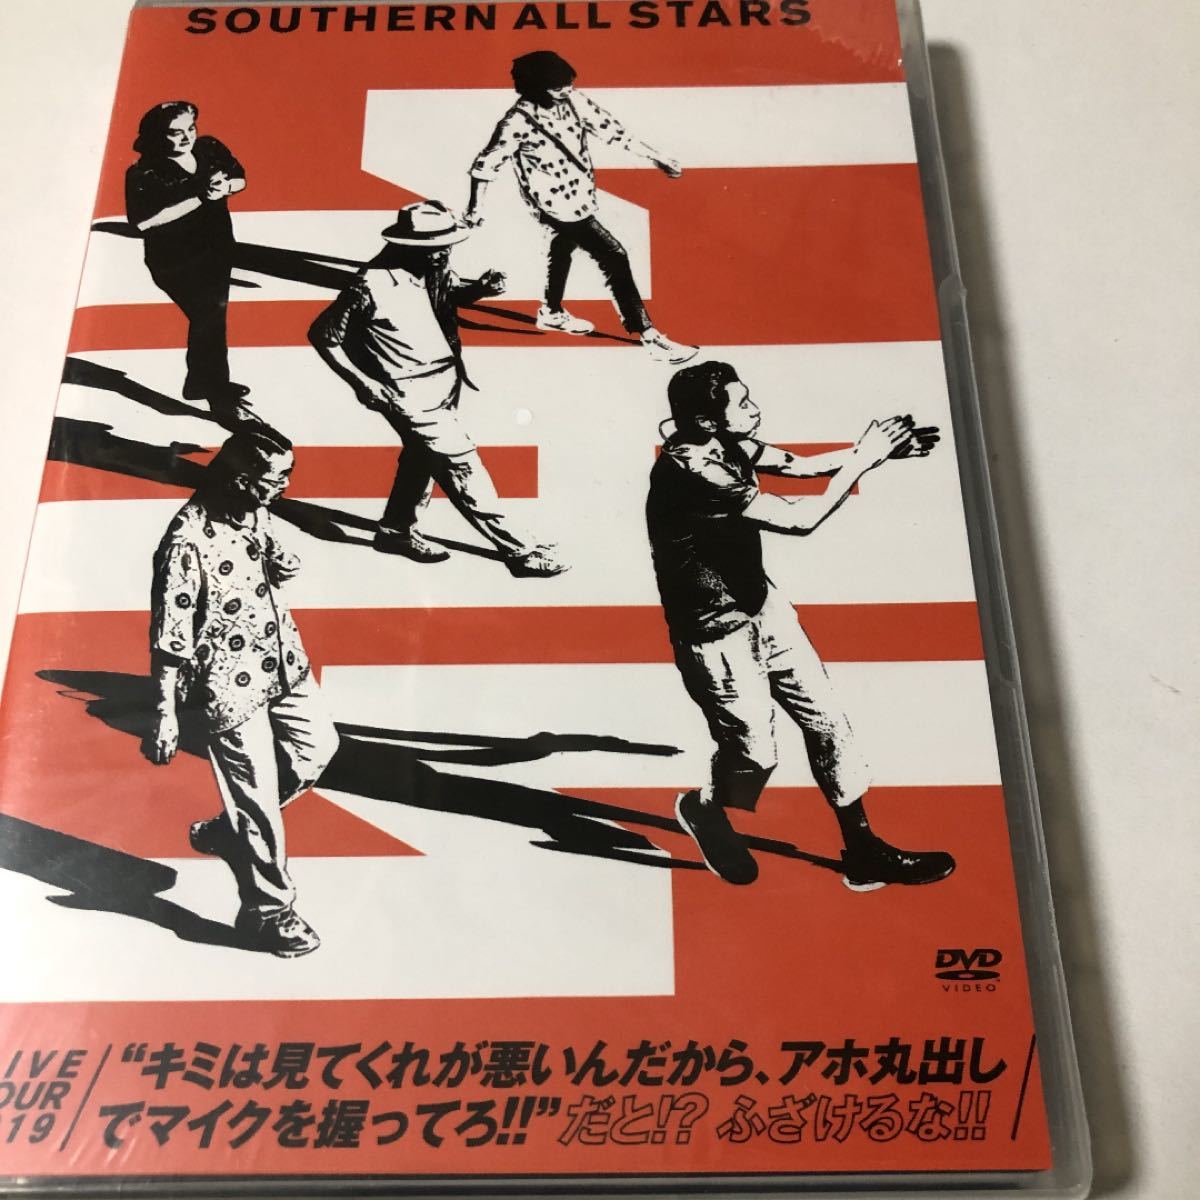 SOUTHERN ALL STARS
DVD
VIDEO
IVE
OUR
19
“キミは見てくれが悪いんだから、アホ丸出し
でマイクを握ってろ!!”だと!? ふざけるな!!